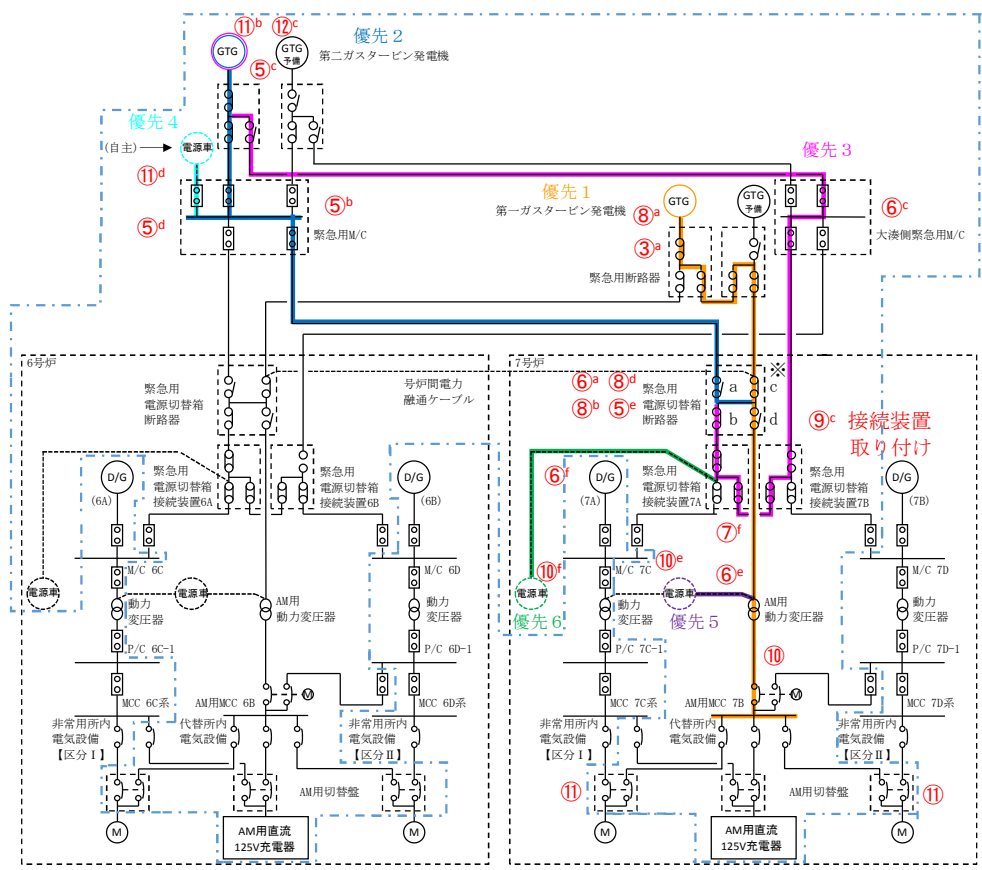 ⑪ᵇ
⑫ᶜ
優先２
GTG
GTG
予備
第二ガスタービン発電機
⑤ᶜ
優先４
(自主)
電源車
優先３
⑪ᵈ
優先１
⑤ᵇ
第一ガスタービン発電機
GTG
GTG
予備
⑥ᶜ
⑧ᵃ
⑤ᵈ
緊急用M/C
大湊側緊急用M/C
③ᵃ
緊急用断路器
6号炉
7号炉
緊急用
電源切替箱
断路器
号炉間電力
融通ケーブル
⑥ᵃ ⑧ᵈ
⑧ᵇ ⑤ᵉ
緊急用
電源切替箱
断路器
a
c
※
b
d
⑨ᶜ 接続装置
取り付け
D/G
(6A)
緊急用
電源切替箱
接続装置6A
緊急用
電源切替箱
接続装置6B
D/G
(6B)
⑥ᶠ
D/G
(7A)
緊急用
電源切替箱
接続装置7A
緊急用
電源切替箱
接続装置7B
D/G
(7B)
⑦ᶠ
M/C 6C
M/C 6D
⑩ᶠ
M/C 7C
⑩ᵉ
⑥ᵉ
M/C 7D
電源車
電源車
電源車
電源車
動力
変圧器
AM用
動力変圧器
動力
変圧器
優先６
動力
変圧器
優先５
AM用
動力変圧器
動力
変圧器
P/C 6C-1
P/C 6D-1
P/C 7C-1
⑩
P/C 7D-1
MCC 6C系
AM用MCC 6B
M
MCC 6D系
MCC 7C系
AM用MCC 7B
M
MCC 7D系
非常用所内
電気設備
【区分Ⅰ】
代替所内
電気設備
非常用所内
電気設備
【区分Ⅱ】
非常用所内
電気設備
【区分Ⅰ】
代替所内
電気設備
非常用所内
電気設備
【区分Ⅱ】
AM用切替盤
⑪
AM用切替盤
⑪
M
AM用直流
125V充電器
M
M
AM用直流
125V充電器
M